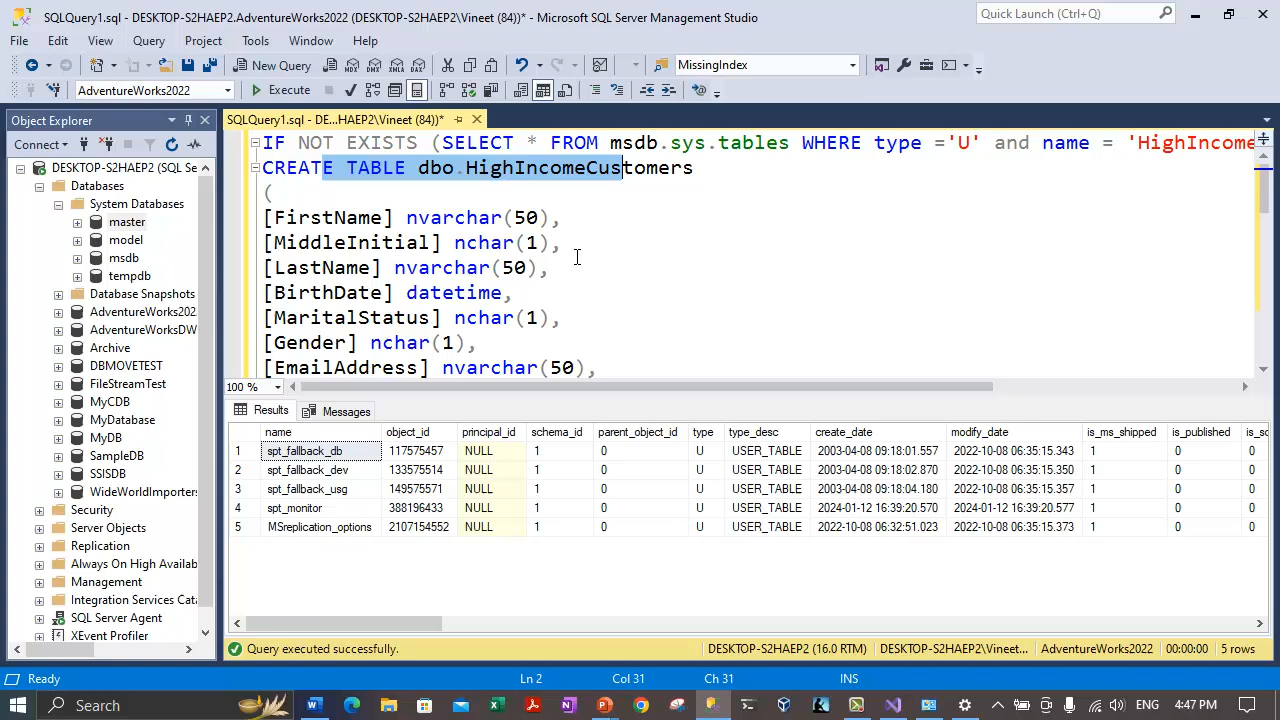 SQLQuery1.sql - DESKTOP-S2HAEP2.AdventureWorks2022 (DESKTOP-S2HAEP2\Vineet (84))* - Microsoft SQL Server Management Studio
Quick Launch (Ctrl+Q)
File Edit View Query Project Tools Window Help
New Query MDX DMX XMLA DAX MissingIndex
AdventureWorks2022 Execute
Object Explorer
SQLQuery1.sql - DE...HAEP2\Vineet (84))*
Connect
DESKTOP-S2HAEP2 (SQL Ser
Databases
System Databases
master
model
msdb
tempdb
Database Snapshots
AdventureWorks2022
AdventureWorksDW
Archive
DBMOVETEST
FileStreamTest
MyCDB
MyDatabase
MyDB
SampleDB
SSISDB
WideWorldImporters
Security
Server Objects
Replication
Always On High Availab
Management
Integration Services Cata
SQL Server Agent
XEvent Profiler
IF NOT EXISTS (SELECT * FROM msdb.sys.tables WHERE type ='U' and name = 'HighIncome
CREATE TABLE dbo.HighIncomeCustomers
(
[FirstName] nvarchar(50),
[MiddleInitial] nchar(1),
[LastName] nvarchar(50),
[BirthDate] datetime,
[MaritalStatus] nchar(1),
[Gender] nchar(1),
[EmailAddress] nvarchar(50),
100 %
Results Messages
name object_id principal_id schema_id parent_object_id type type_desc create_date modify_date is_ms_shipped is_published is_sc
1 spt_fallback_db 117575457 NULL 1 0 U USER_TABLE 2003-04-08 09:18:01.557 2022-10-08 06:35:15.343 1 0 0
2 spt_fallback_dev 133575514 NULL 1 0 U USER_TABLE 2003-04-08 09:18:02.870 2022-10-08 06:35:15.350 1 0 0
3 spt_fallback_usg 149575571 NULL 1 0 U USER_TABLE 2003-04-08 09:18:04.180 2022-10-08 06:35:15.357 1 0 0
4 spt_monitor 388196433 NULL 1 0 U USER_TABLE 2024-01-12 16:39:20.570 2024-01-12 16:39:20.577 1 0 0
5 MSreplication_options 2107154552 NULL 1 0 U USER_TABLE 2022-10-08 06:32:51.023 2022-10-08 06:35:15.373 1 0 0
Query executed successfully. DESKTOP-S2HAEP2 (16.0 RTM) DESKTOP-S2HAEP2\Vineet... AdventureWorks2022 00:00:00 5 rows
Ready Ln 2 Col 31 Ch 31 INS
Search ENG 4:47 PM